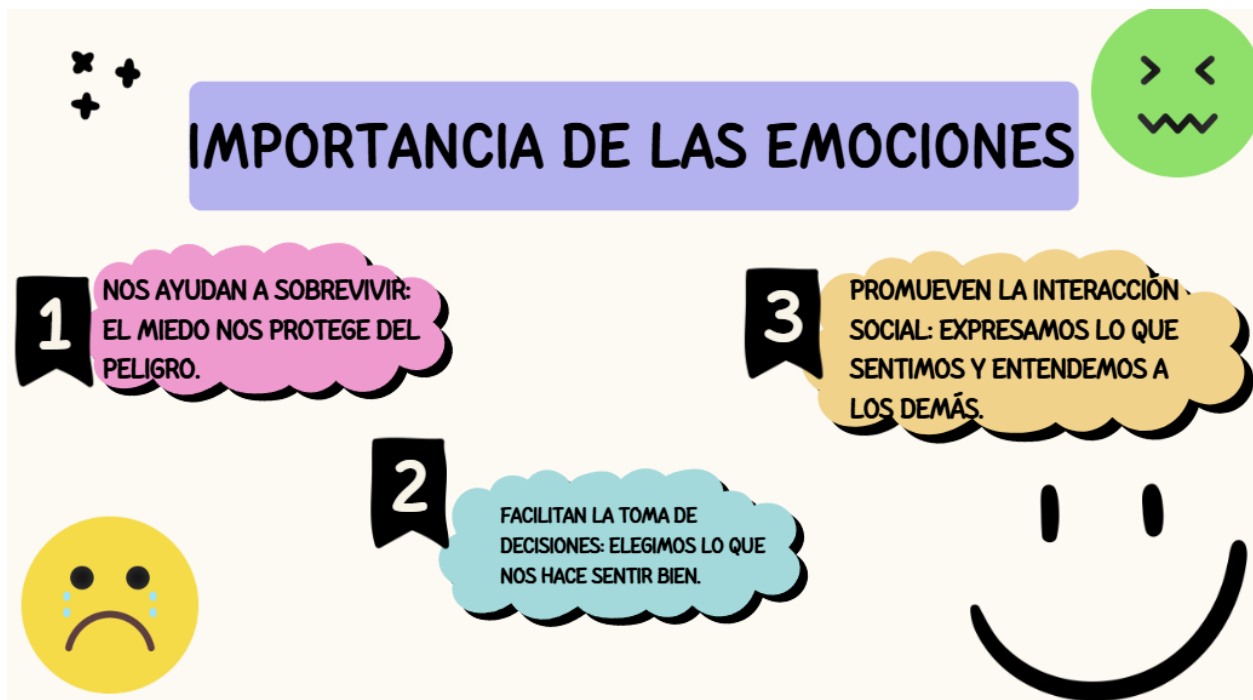 IMPORTANCIA DE LAS EMOCIONES
1
NOS AYUDAN A SOBREVIVIR:
EL MIEDO NOS PROTEGE DEL
PELIGRO.
2
FACILITAN LA TOMA DE
DECISIONES: ELEGIMOS LO QUE
NOS HACE SENTIR BIEN.
3
PROMUEVEN LA INTERACCIÓN
SOCIAL: EXPRESAMOS LO QUE
SENTIMOS Y ENTENDEMOS A
LOS DEMÁS.